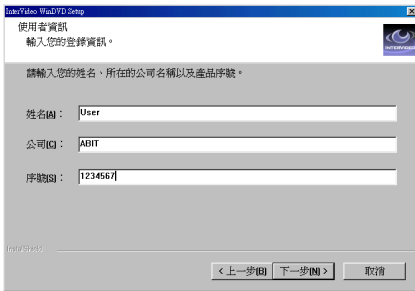 InterVideo WinDVD Setup
使用者資訊
輸入您的登錄資訊。
INTERVIDEO
請輸入您的姓名、所在的公司名稱以及產品序號。
姓名(A)： User
公司(C)： ABIT
序號(S)： 1234567
InstallShield
<上一步(B) 下一步(N)> 取消